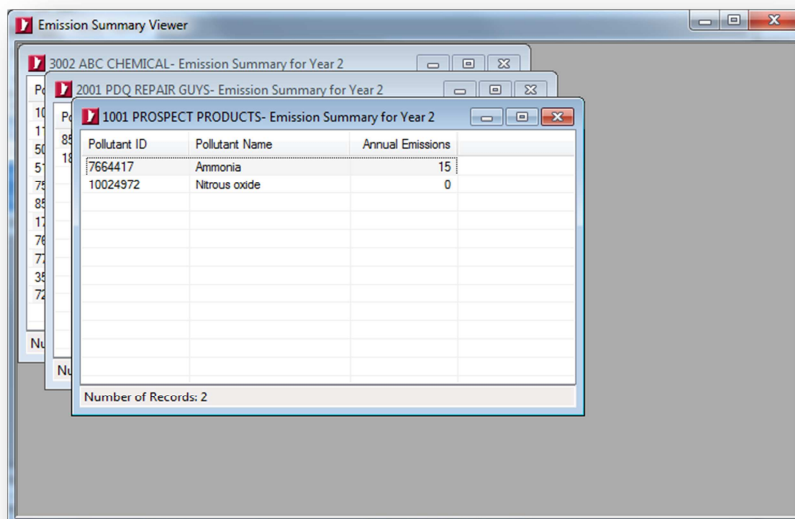 Emission Summary Viewer
3002 ABC CHEMICAL- Emission Summary for Year 2
2001 PDQ REPAIR GUYS- Emission Summary for Year 2
1001 PROSPECT PRODUCTS- Emission Summary for Year 2
Pollutant ID Pollutant Name Annual Emissions
7664417 Ammonia 15
10024972 Nitrous oxide 0
Number of Records: 2